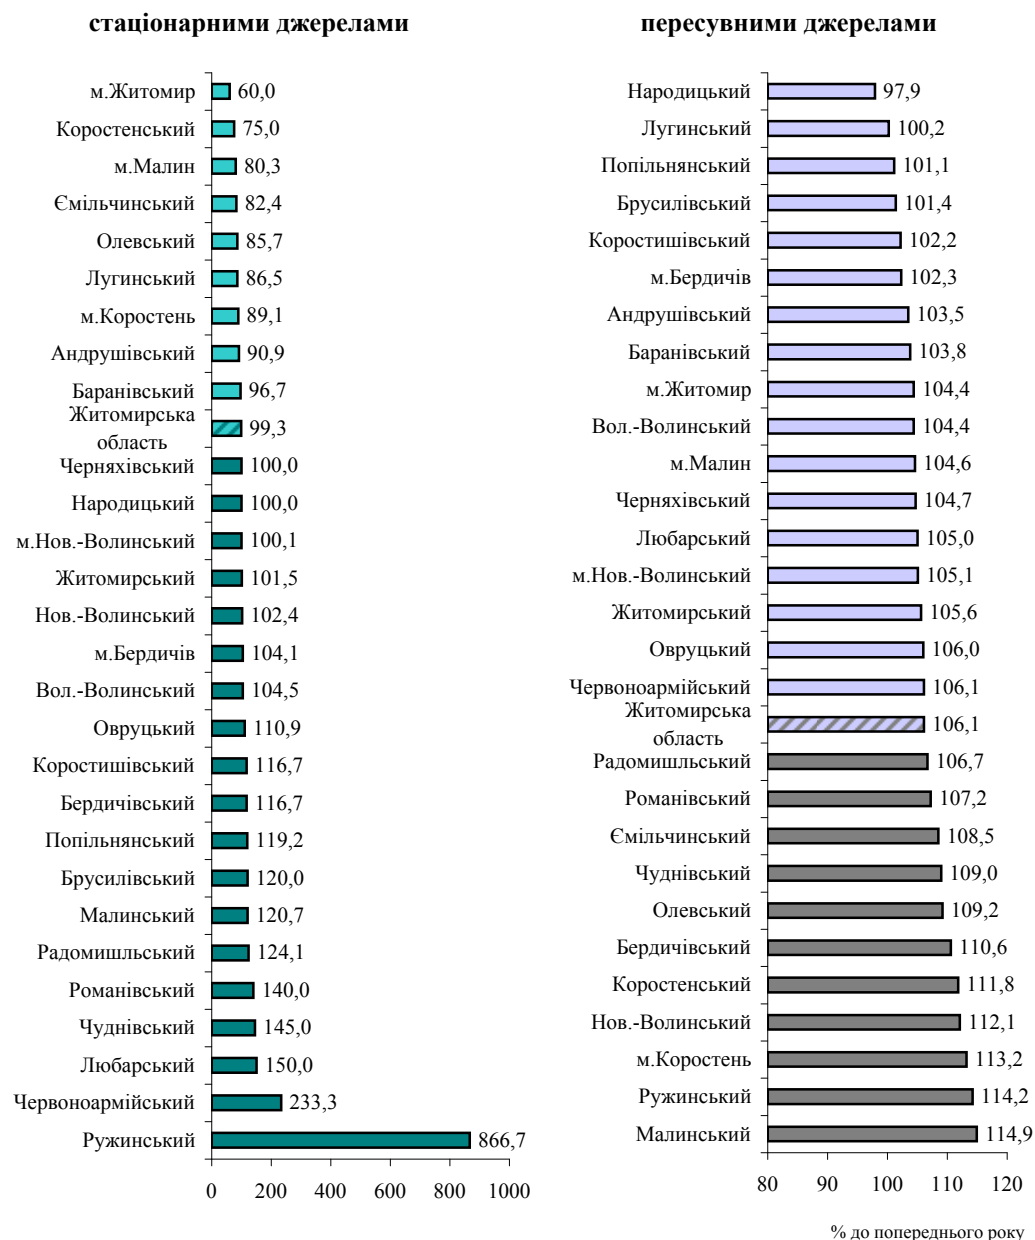 стаціонарними джерелами
м.Житомир 60,0
Коростенський 75,0
м.Малин 80,3
Ємільчинський 82,4
Олевський 85,7
Лугинський 86,5
м.Коростень 89,1
Андрушівський 90,9
Баранівський 96,7
Житомирська
область 99,3
Черняхівський 100,0
Народицький 100,0
м.Нов.-Волинський 100,1
Житомирський 101,5
Нов.-Волинський 102,4
м.Бердичів 104,1
Вол.-Волинський 104,5
Овруцький 110,9
Коростишівський 116,7
Бердичівський 116,7
Попільнянський 119,2
Брусилівський 120,0
Малинський 120,7
Радомишльський 124,1
Романівський 140,0
Чуднівський 145,0
Любарський 150,0
Червоноармійський 233,3
Ружинський 866,7
0 200 400 600 800 1000
пересувними джерелами
Народицький 97,9
Лугинський 100,2
Попільнянський 101,1
Брусилівський 101,4
Коростишівський 102,2
м.Бердичів 102,3
Андрушівський 103,5
Баранівський 103,8
м.Житомир 104,4
Вол.-Волинський 104,4
м.Малин 104,6
Черняхівський 104,7
Любарський 105,0
м.Нов.-Волинський 105,1
Житомирський 105,6
Овруцький 106,0
Червоноармійський 106,1
Житомирська
область 106,1
Радомишльський 106,7
Романівський 107,2
Ємільчинський 108,5
Чуднівський 109,0
Олевський 109,2
Бердичівський 110,6
Коростенський 111,8
Нов.-Волинський 112,1
м.Коростень 113,2
Ружинський 114,2
Малинський 114,9
80 90 100 110 120
% до попереднього року